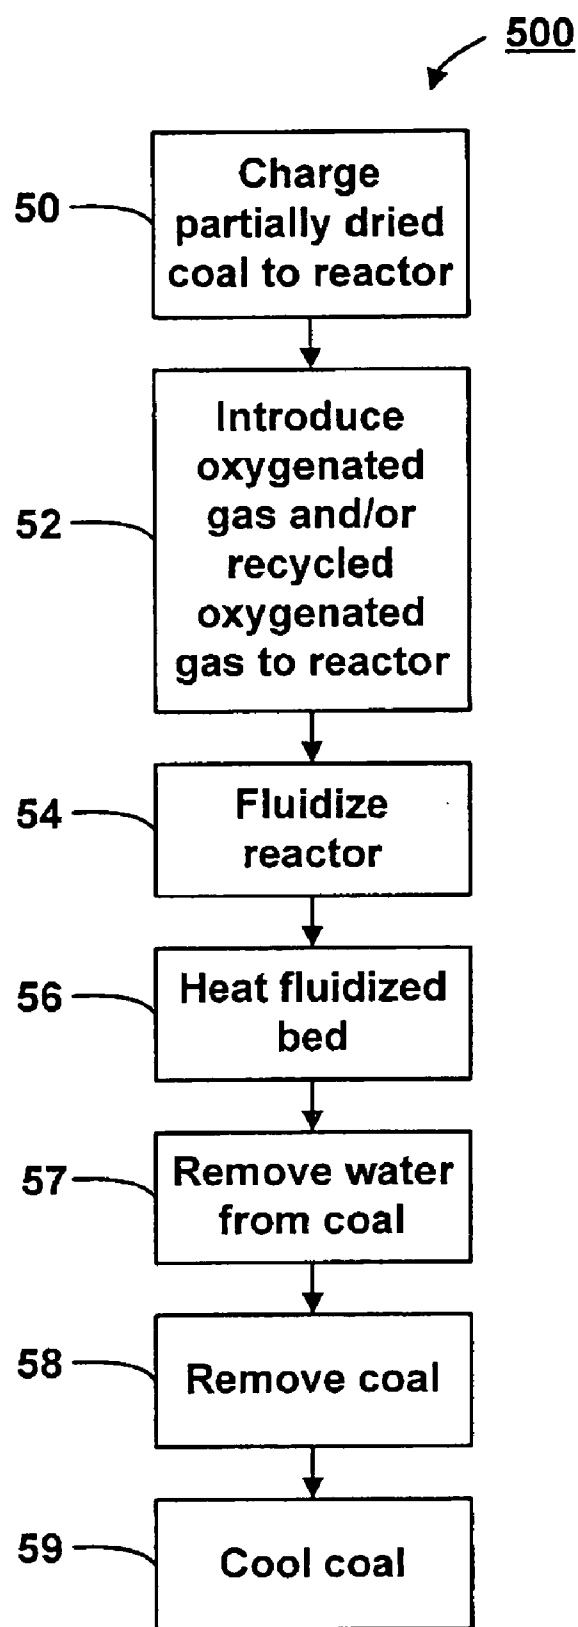 500
50
Charge
partially dried
coal to reactor
52
Introduce
oxygenated
gas and/or
recycled
oxygenated
gas to reactor
54
Fluidize
reactor
56
Heat fluidized
bed
57
Remove water
from coal
58
Remove coal
59
Cool coal